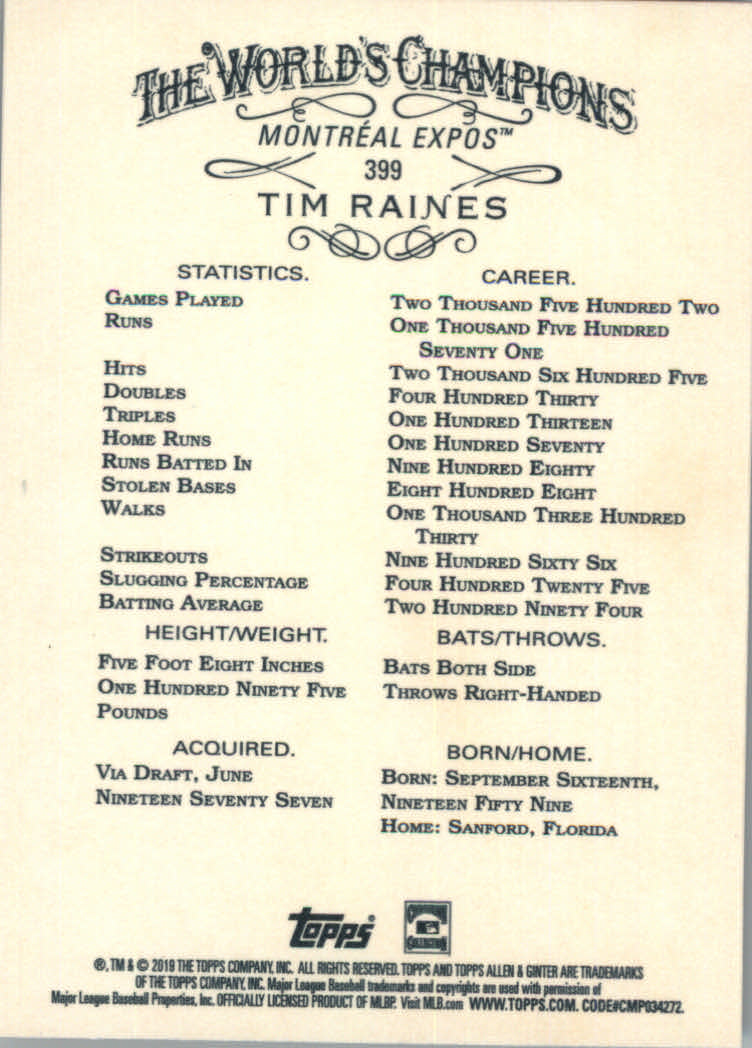 THE WORLD'S CHAMPIONS
MONTRÉAL EXPOS™
399
TIM RAINES
STATISTICS. CAREER.
GAMES PLAYED TWO THOUSAND FIVE HUNDRED TWO
RUNS ONE THOUSAND FIVE HUNDRED
SEVENTY ONE
HITS TWO THOUSAND SIX HUNDRED FIVE
DOUBLES FOUR HUNDRED THIRTY
TRIPLES ONE HUNDRED THIRTEEN
HOME RUNS ONE HUNDRED SEVENTY
RUNS BATTED IN NINE HUNDRED EIGHTY
STOLEN BASES EIGHT HUNDRED EIGHT
WALKS ONE THOUSAND THREE HUNDRED
THIRTY
STRIKEOUTS NINE HUNDRED SIXTY SIX
SLUGGING PERCENTAGE FOUR HUNDRED TWENTY FIVE
BATTING AVERAGE TWO HUNDRED NINETY FOUR
HEIGHT/WEIGHT.
FIVE FOOT EIGHT INCHES
ONE HUNDRED NINETY FIVE
POUNDS
BATS/THROWS.
BATS BOTH SIDE
THROWS RIGHT-HANDED
ACQUIRED.
VIA DRAFT, JUNE
NINETEEN SEVENTY SEVEN
BORN/HOME.
BORN: SEPTEMBER SIXTEENTH,
NINETEEN FIFTY NINE
HOME: SANFORD, FLORIDA
Topps®
COOPERSTOWN
COLLECTION
®, TM & © 2019 THE TOPPS COMPANY, INC. ALL RIGHTS RESERVED. TOPPS AND TOPPS ALLEN & GINTER ARE TRADEMARKS
OF THE TOPPS COMPANY, INC. Major League Baseball trademarks and copyrights are used with permission of
Major League Baseball Properties, Inc. OFFICIALLY LICENSED PRODUCT OF MLBP. Visit MLB.com WWW.TOPPS.COM. CODE#CMP034272.